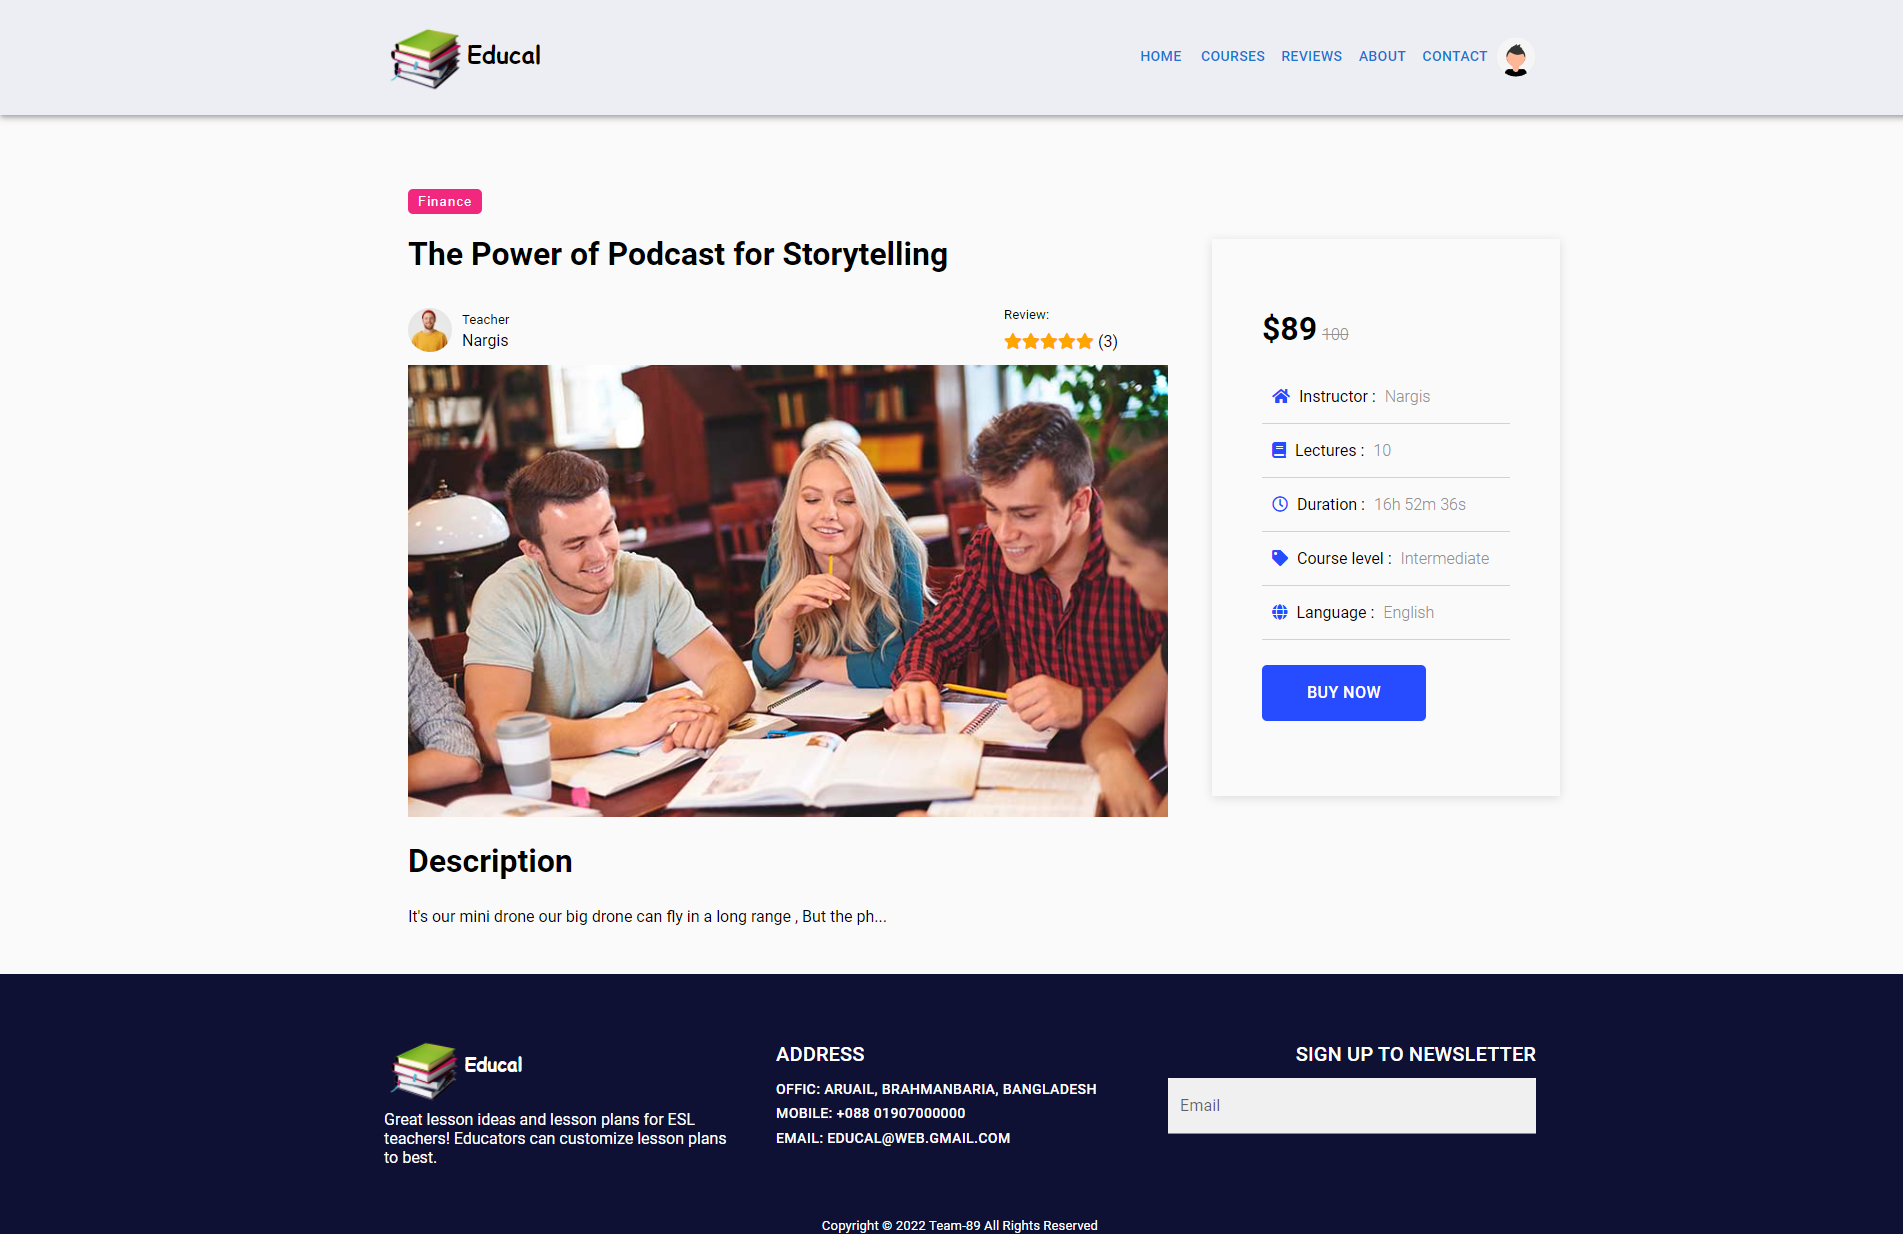 Educal
HOME COURSES REVIEWS ABOUT CONTACT
Finance
The Power of Podcast for Storytelling
Teacher
Nargis
Review:
(3)
$89 100
Instructor : Nargis
Lectures : 10
Duration : 16h 52m 36s
Course level : Intermediate
Language : English
BUY NOW
Description
It's our mini drone our big drone can fly in a long range , But the ph...
Educal
Great lesson ideas and lesson plans for ESL
teachers! Educators can customize lesson plans
to best.
ADDRESS
OFFIC: ARUAIL, BRAHMANBARIA, BANGLADESH
MOBILE: +088 01907000000
EMAIL: EDUCAL@WEB.GMAIL.COM
SIGN UP TO NEWSLETTER
Email
Copyright © 2022 Team-89 All Rights Reserved